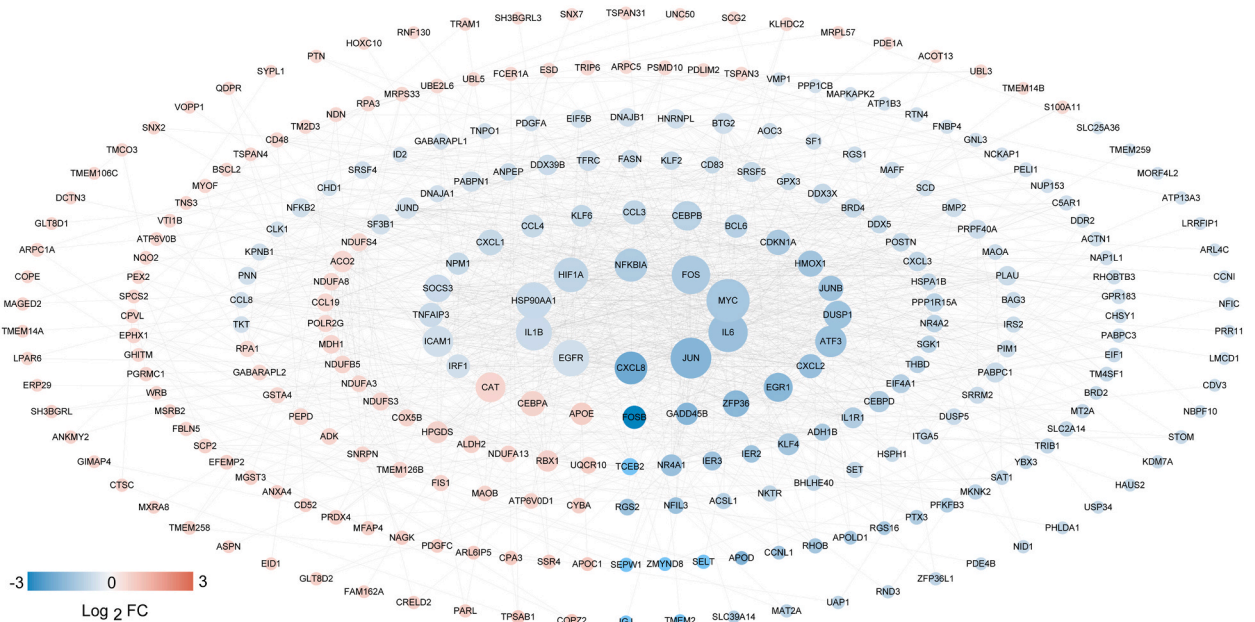 SH3BGRL3
SNX7
TSPAN31
UNC50
SCG2
KLHDC2
MRPL57
PDE1A
ACOT13
UBL3
TMEM14B
S100A11
SLC25A36
TMEM259
MORF4L2
ATP13A3
LRRFIP1
ARL4C
CCNI
NFIC
PRR11
LMCD1
CDV3
NBPF10
STOM
KDM7A
HAUS2
USP34
PHLDA1
NID1
PDE4B
ZFP36L1
RND3
UAP1
MAT2A
SLC39A14
TMEM2
IGJ
COPZ2
TPSAB1
PARL
CRELD2
FAM162A
GLT8D2
EID1
ASPN
TMEM258
MXRA8
CTSC
GIMAP4
ANKMY2
SH3BGRL
ERP29
LPAR6
TMEM14A
MAGED2
COPE
ARPC1A
GLT8D1
DCTN3
TMEM106C
TMCO3
SNX2
VOPP1
QDPR
SYPL1
PTN
HOXC10
RNF130
TRAM1
UBL5
FCER1A
ESD
TRIP6
ARPC5
PSMD10
PDLIM2
TSPAN3
VMP1
PPP1CB
MAPKAPK2
ATP1B3
RTN4
FNBP4
GNL3
NCKAP1
PELI1
NUP153
C5AR1
DDR2
ACTN1
NAP1L1
RHOBTB3
GPR183
CHSY1
PABPC3
EIF1
TM4SF1
BRD2
MT2A
SLC2A14
TRIB1
YBX3
SAT1
MKNK2
PFKFB3
PTX3
RGS16
APOLD1
RHOB
CCNL1
APOD
SELT
ZMYND8
SEPW1
APOC1
SSR4
CPA3
ARL6IP5
PDGFC
NAGK
MFAP4
PRDX4
CD52
ANXA4
MGST3
EFEMP2
SCP2
FBLN5
MSRB2
WRB
PGRMC1
GHITM
EPHX1
CPVL
SPCS2
PEX2
NQO2
ATP6V0B
VTI1B
TNS3
MYOF
BSCL2
TSPAN4
CD48
TM2D3
NDN
RPA3
MRPS33
UBE2L6
GABARAPL1
TNPO1
PDGFA
EIF5B
DNAJB1
HNRNPL
BTG2
AOC3
SF1
RGS1
MAFF
SCD
BMP2
PRPF40A
MAOA
PLAU
BAG3
IRS2
PIM1
PABPC1
SRRM2
DUSP5
ITGA5
HSPH1
SET
BHLHE40
NKTR
ACSL1
NFIL3
RGS2
CYBA
ATP6V0D1
MAOB
FIS1
TMEM126B
SNRPN
ADK
PEPD
GSTA4
GABARAPL2
RPA1
TKT
CCL8
PNN
KPNB1
CLK1
NFKB2
CHD1
SRSF4
ID2
DNAJA1
PABPN1
ANPEP
DDX39B
TFRC
FASN
KLF2
CD83
SRSF5
GPX3
DDX3X
BRD4
DDX5
POSTN
CXCL3
HSPA1B
PPP1R15A
NR4A2
SGK1
THBD
EIF4A1
CEBPD
IL1R1
ADH1B
KLF4
IER2
IER3
NR4A1
TCEB2
UQCR10
RBX1
NDUFA13
ALDH2
HPGDS
COX5B
NDUFS3
NDUFA3
NDUFB5
MDH1
POLR2G
CCL19
NDUFA8
ACO2
NDUFS4
SF3B1
JUND
CXCL1
CCL4
KLF6
CCL3
CEBPB
BCL6
CDKN1A
HMOX1
JUNB
DUSP1
ATF3
CXCL2
EGR1
ZFP36
GADD45B
FOSB
APOE
CEBPA
CAT
IRF1
ICAM1
TNFAIP3
SOCS3
NPM1
HIF1A
NFKBIA
FOS
MYC
IL6
JUN
CXCL8
EGFR
IL1B
HSP90AA1
-3 0 3
Log 2 FC